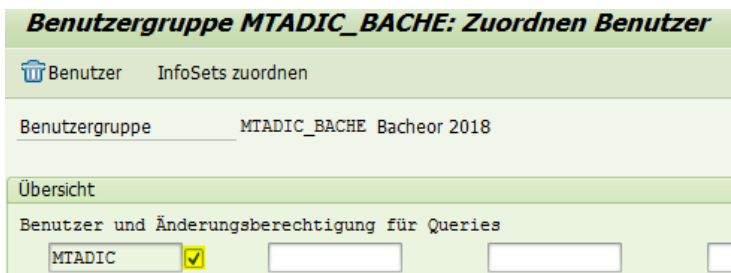 Benutzergruppe MTADIC_BACHE: Zuordnen Benutzer
Benutzer InfoSets zuordnen
Benutzergruppe MTADIC_BACHE Bacheor 2018
Übersicht
Benutzer und Änderungsberechtigung für Queries
MTADIC